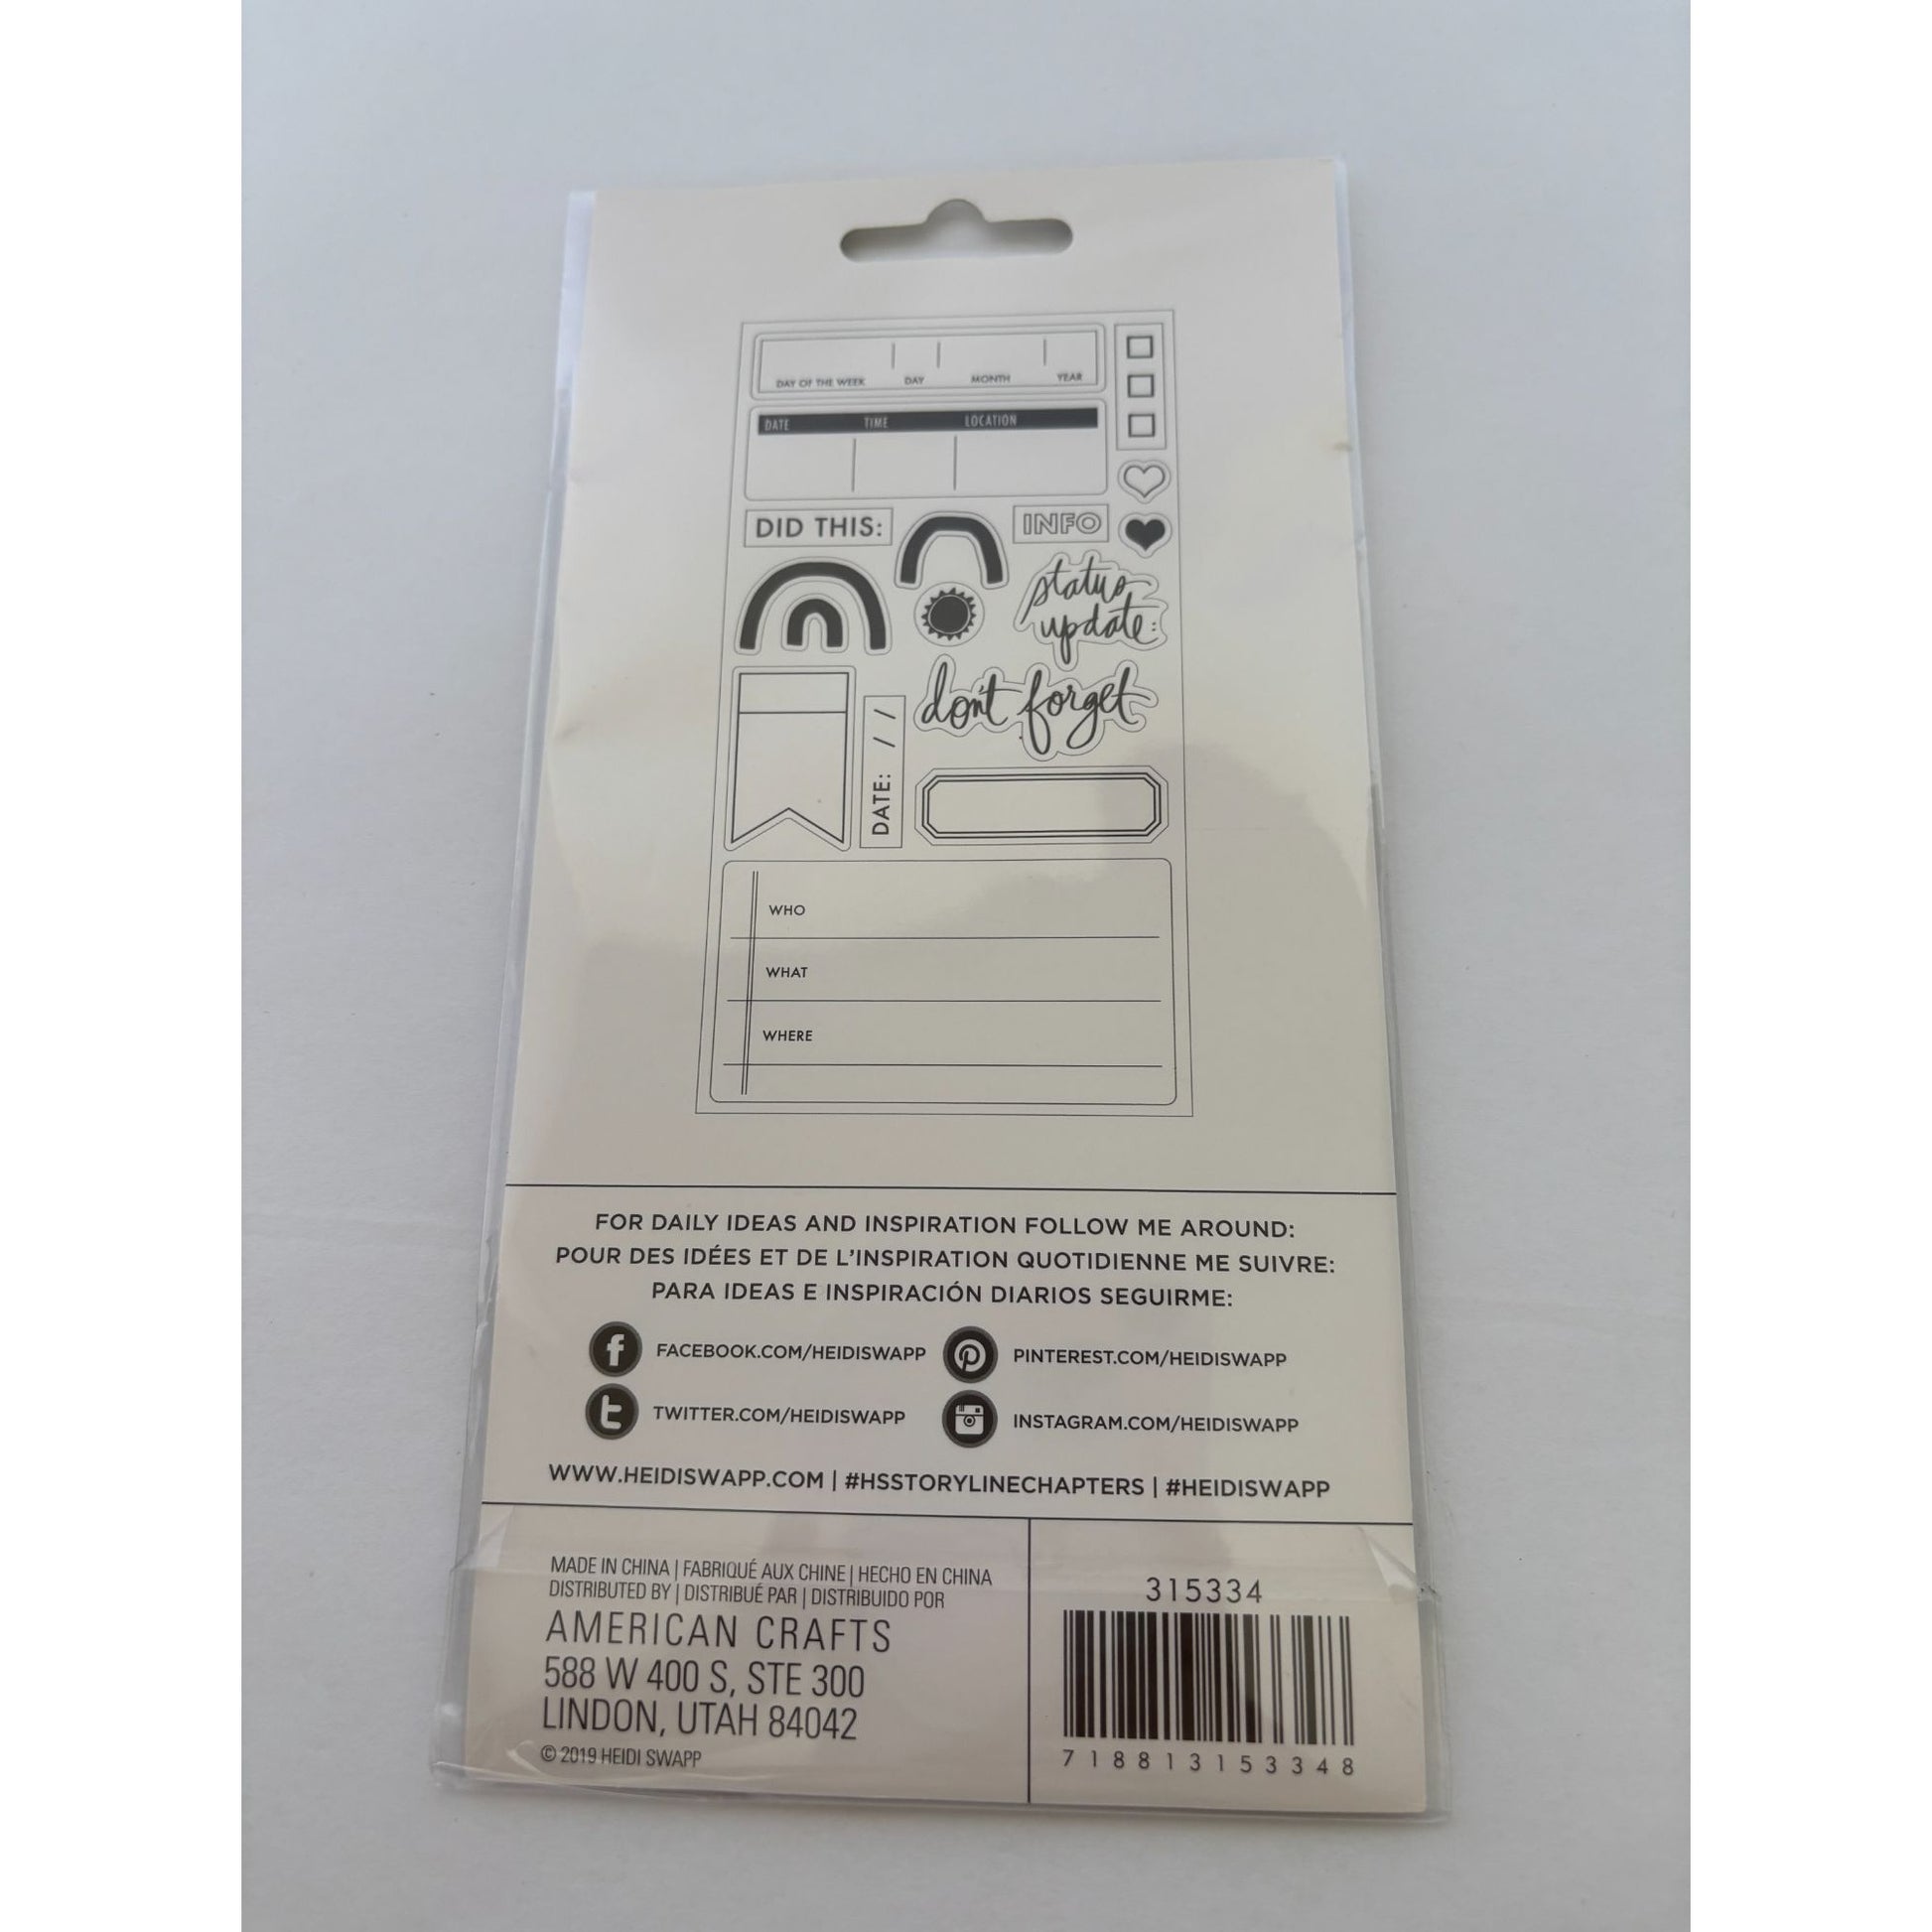 DAY OF THE WEEK DAY MONTH YEAR
DATE TIME LOCATION
DID THIS:
INFO
status
update:
don't forget
DATE: / /
WHO
WHAT
WHERE
FOR DAILY IDEAS AND INSPIRATION FOLLOW ME AROUND:
POUR DES IDÉES ET DE L'INSPIRATION QUOTIDIENNE ME SUIVRE:
PARA IDEAS E INSPIRACIÓN DIARIOS SEGUIRME:
FACEBOOK.COM/HEIDISWAPP
PINTEREST.COM/HEIDISWAPP
TWITTER.COM/HEIDISWAPP
INSTAGRAM.COM/HEIDISWAPP
WWW.HEIDISWAPP.COM | #HSSTORYLINECHAPTERS | #HEIDISWAPP
MADE IN CHINA | FABRIQUÉ AUX CHINE | HECHO EN CHINA
DISTRIBUTED BY | DISTRIBUÉ PAR | DISTRIBUIDO POR
AMERICAN CRAFTS
588 W 400 S, STE 300
LINDON, UTAH 84042
© 2019 HEIDI SWAPP
315334
718813153348